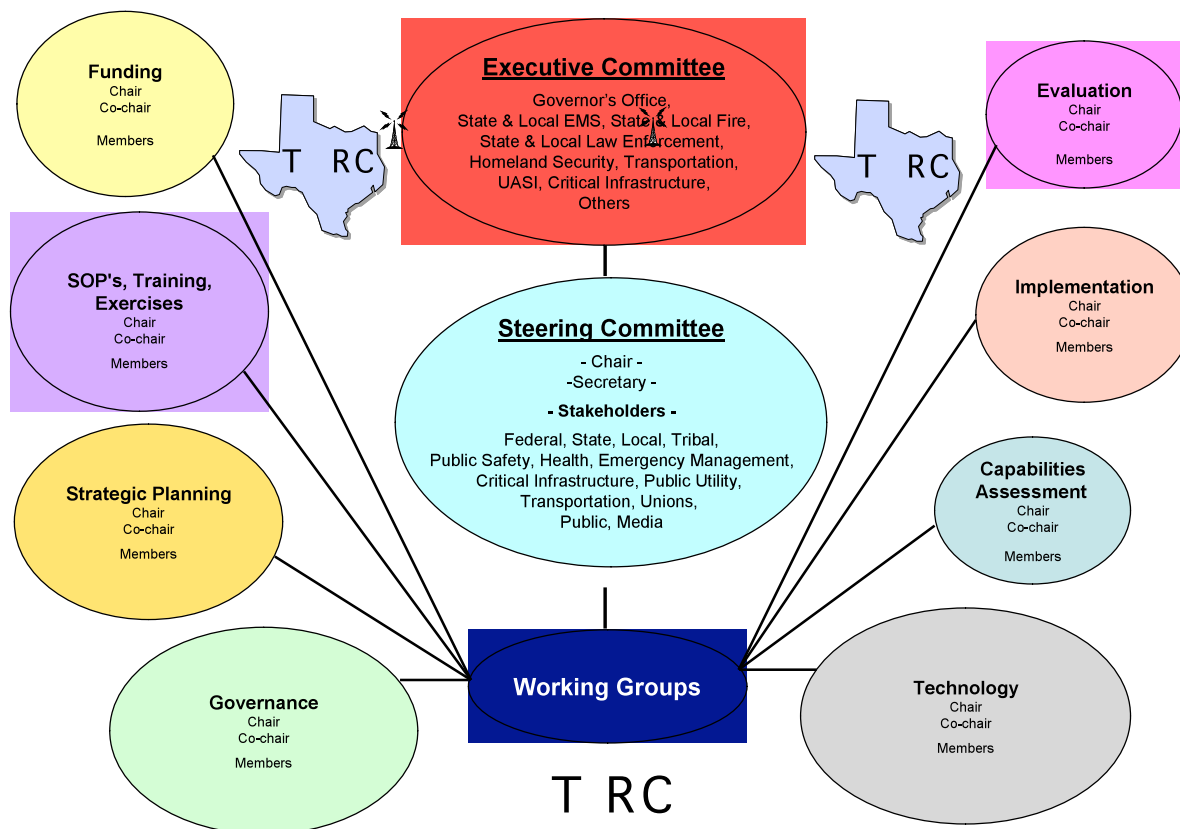 Funding
Chair
Co-chair
Members
Executive Committee
Governor's Office,
State & Local EMS, State & Local Fire,
State & Local Law Enforcement,
Homeland Security, Transportation,
UASI, Critical Infrastructure,
Others
Evaluation
Chair
Co-chair
Members
T RC
T RC
SOP's, Training,
Exercises
Chair
Co-chair
Members
Steering Committee
- Chair -
-Secretary -
- Stakeholders -
Federal, State, Local, Tribal,
Public Safety, Health, Emergency Management,
Critical Infrastructure, Public Utility,
Transportation, Unions,
Public, Media
Implementation
Chair
Co-chair
Members
Strategic Planning
Chair
Co-chair
Members
Capabilities
Assessment
Chair
Co-chair
Members
Governance
Chair
Co-chair
Members
Working Groups
Technology
Chair
Co-chair
Members
T RC